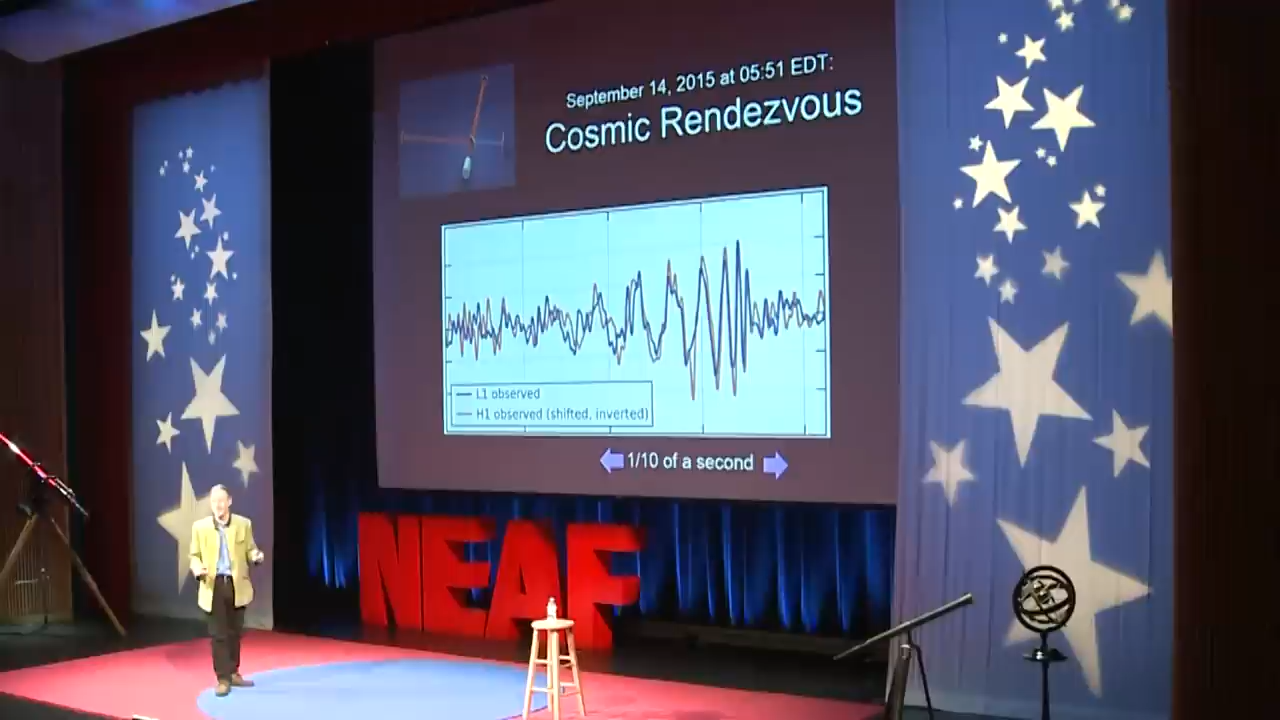 September 14, 2015 at 05:51 EDT:
Cosmic Rendezvous
L1 observed
H1 observed (shifted, inverted)
1/10 of a second
NEAF